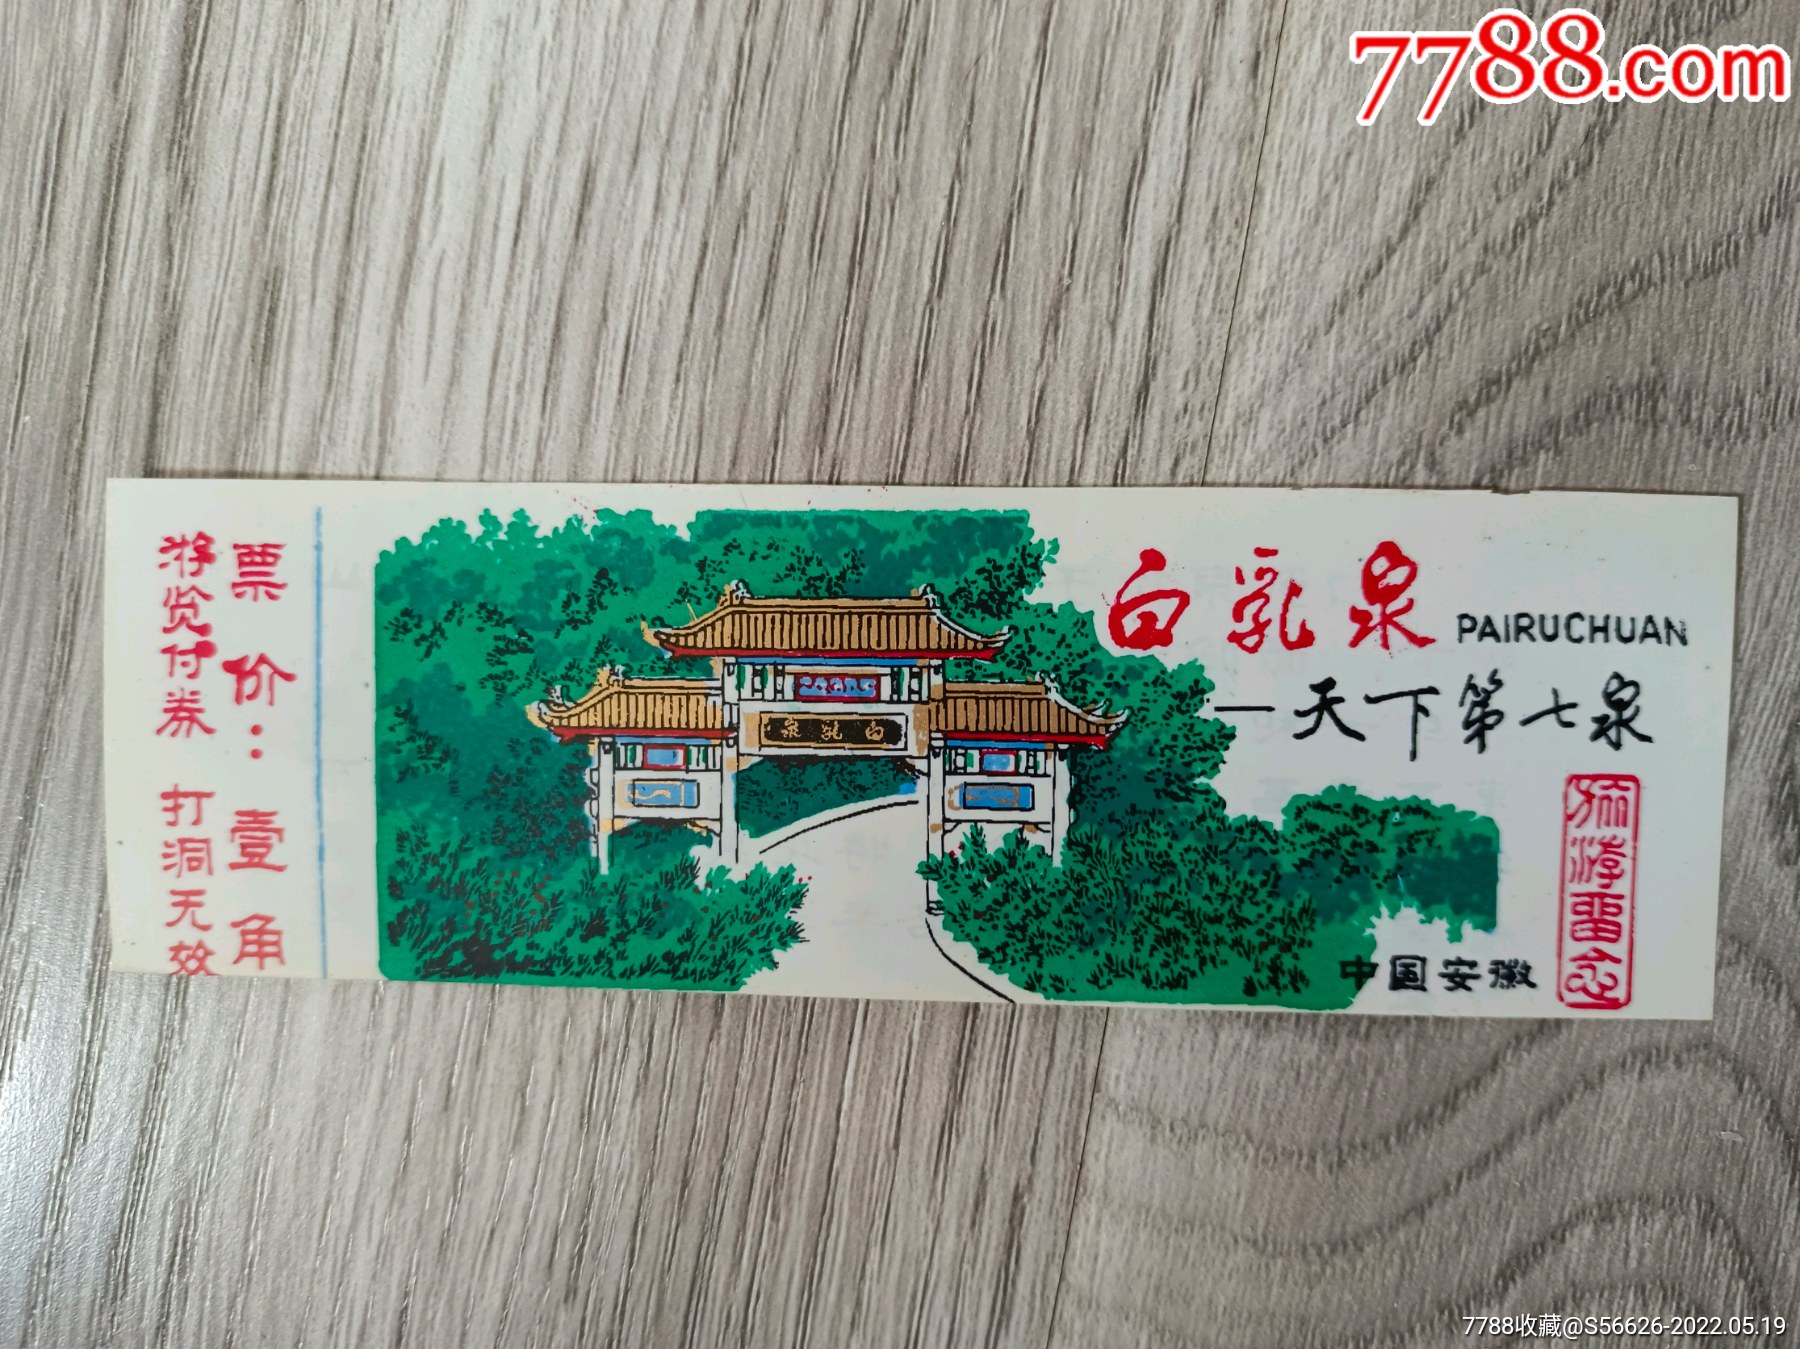 7788.com
票价：壹角
游览付券 打洞无效
白乳泉 PAIRUCHUAN
—天下第七泉
白乳泉
旅游留念
中国安徽
7788收藏@S56626-2022.05.19